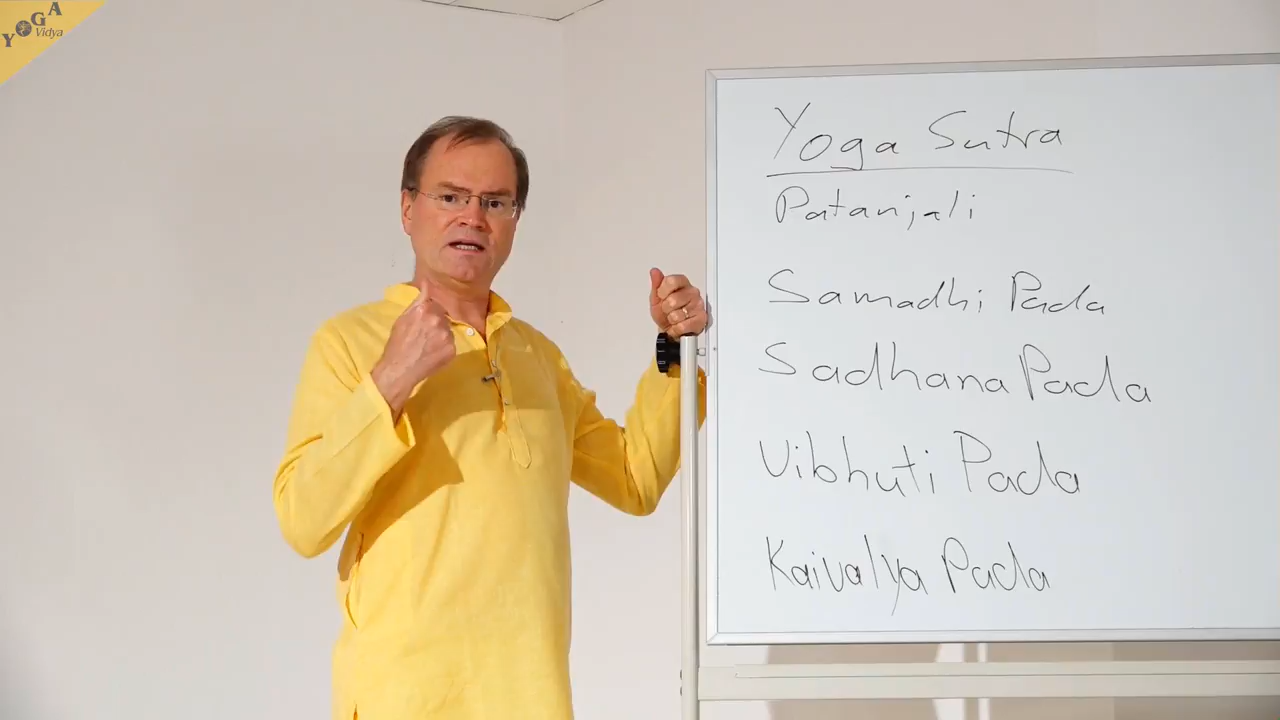 YOGA
Vidya
Yoga Sutra
Patanjali
Samadhi Pada
Sadhana Pada
Vibhuti Pada
Kaivalya Pada